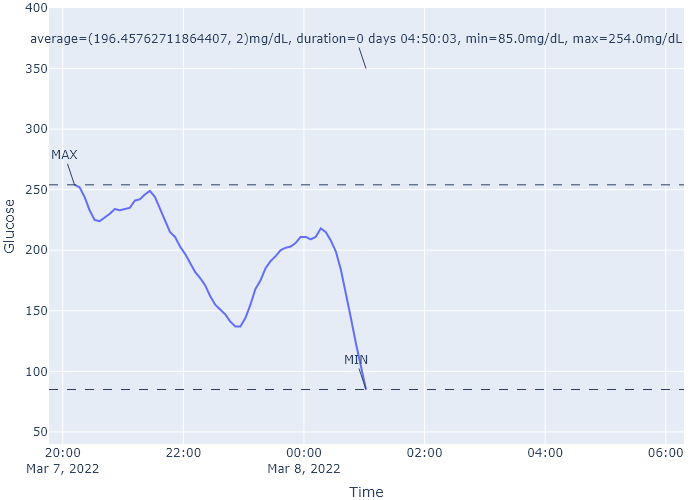 400
average=(196.45762711864407, 2)mg/dL, duration=0 days 04:50:03, min=85.0mg/dL, max=254.0mg/dL
350
300
MAX
250
Glucose
200
150
MIN
100
50
20:00 22:00 00:00 02:00 04:00 06:00
Mar 7, 2022 Mar 8, 2022
Time